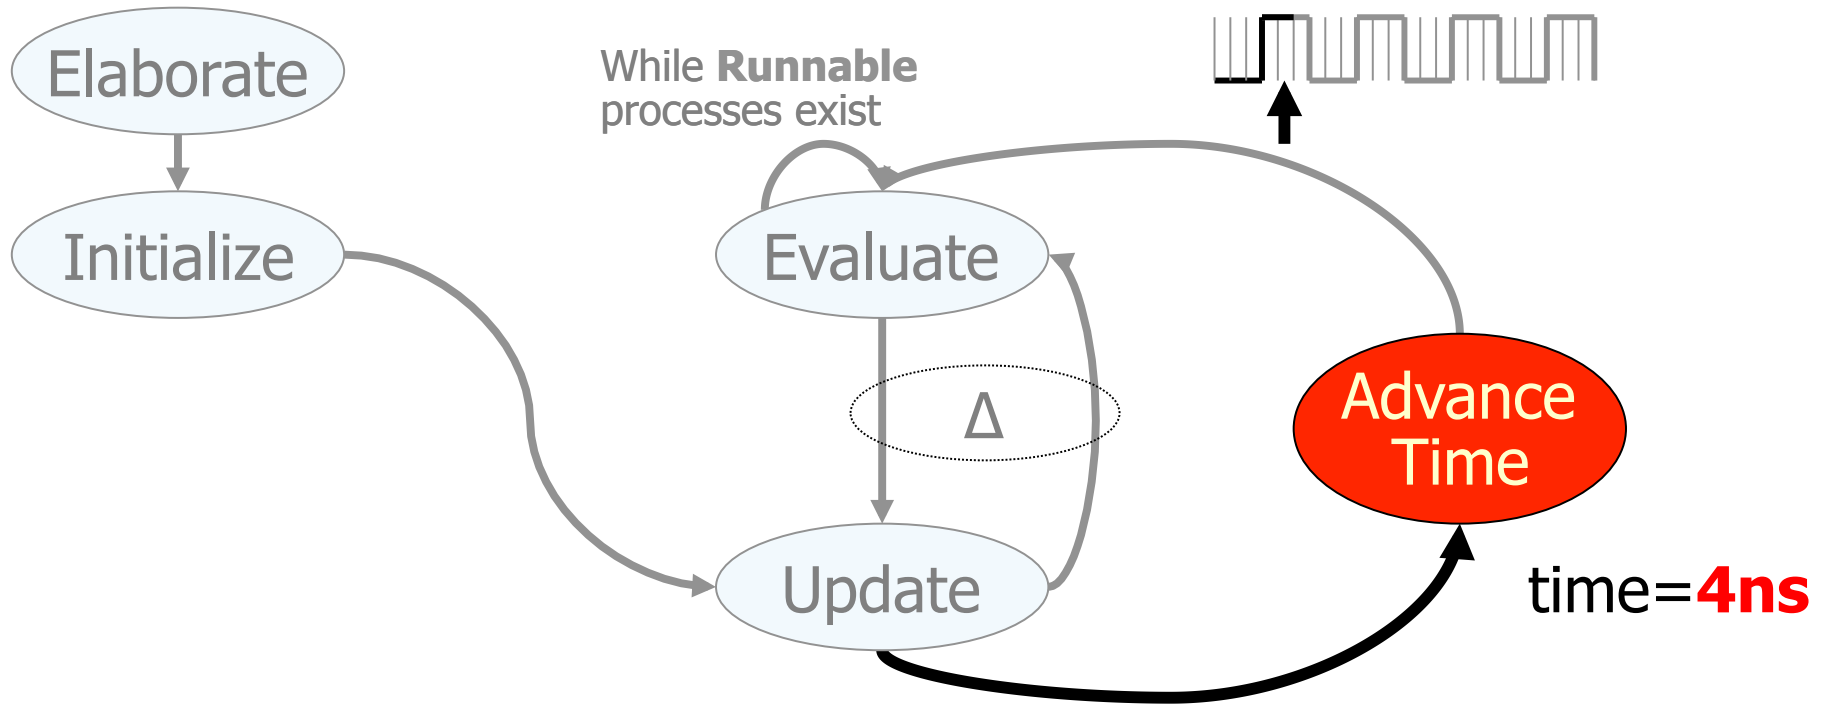 Elaborate
While Runnable
processes exist
Initialize
Evaluate
Δ
Advance
Time
Update
time=4ns